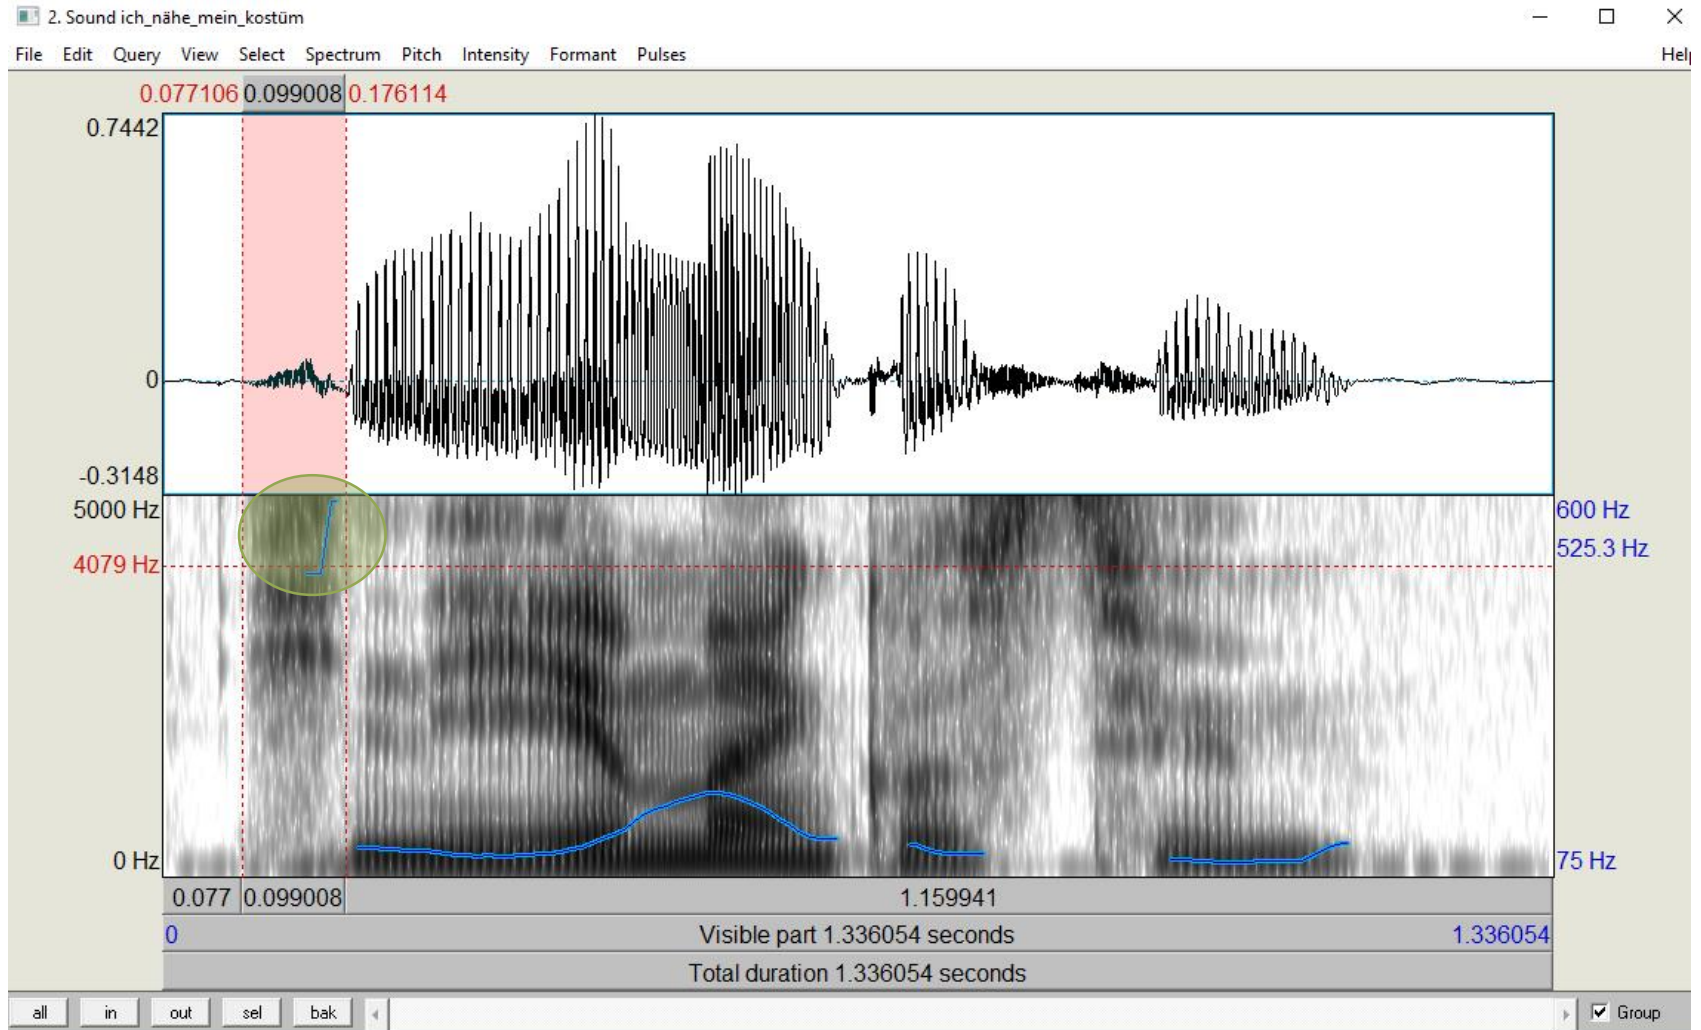 2. Sound ich_nähe_mein_kostüm
File Edit Query View Select Spectrum Pitch Intensity Formant Pulses Help
0.077106 0.099008 0.176114
0.7442
0
-0.3148
5000 Hz 600 Hz
4079 Hz 525.3 Hz
0 Hz 75 Hz
0.077 0.099008 1.159941
0 Visible part 1.336054 seconds 1.336054
Total duration 1.336054 seconds
all in out sel bak Group